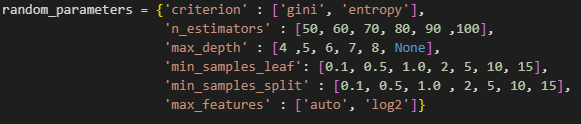 random_parameters = {'criterion' : ['gini', 'entropy'],
'n_estimators' : [50, 60, 70, 80, 90 ,100],
'max_depth' : [4 ,5, 6, 7, 8, None],
'min_samples_leaf': [0.1, 0.5, 1.0, 2, 5, 10, 15],
'min_samples_split' : [0.1, 0.5, 1.0 , 2, 5, 10, 15],
'max_features' : ['auto', 'log2']}